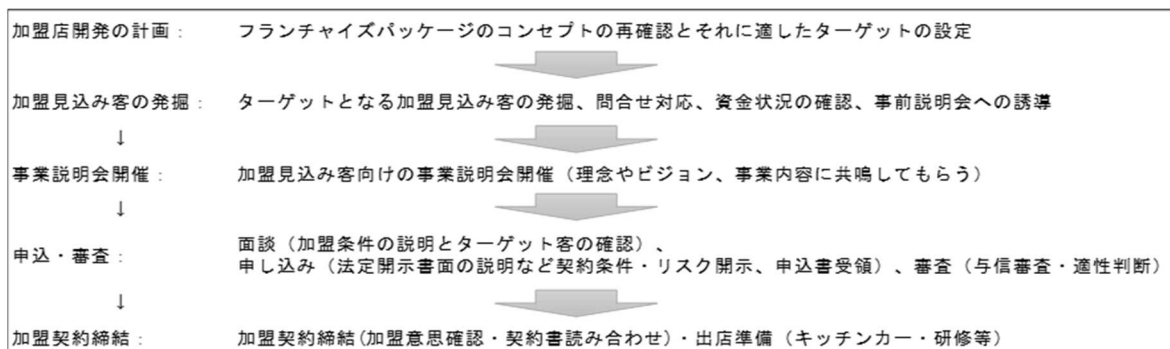 加盟店開発の計画： フランチャイズパッケージのコンセプトの再確認とそれに適したターゲットの設定
加盟見込み客の発掘： ターゲットとなる加盟見込み客の発掘、問合せ対応、資金状況の確認、事前説明会への誘導
↓
事業説明会開催： 加盟見込み客向けの事業説明会開催（理念やビジョン、事業内容に共鳴してもらう）
↓
面談（加盟条件の説明とターゲット客の確認）、
申込・審査： 申し込み（法定開示書面の説明など契約条件・リスク開示、申込書受領）、審査（与信審査・適性判断）
↓
加盟契約締結： 加盟契約締結(加盟意思確認・契約書読み合わせ)・出店準備（キッチンカー・研修等）